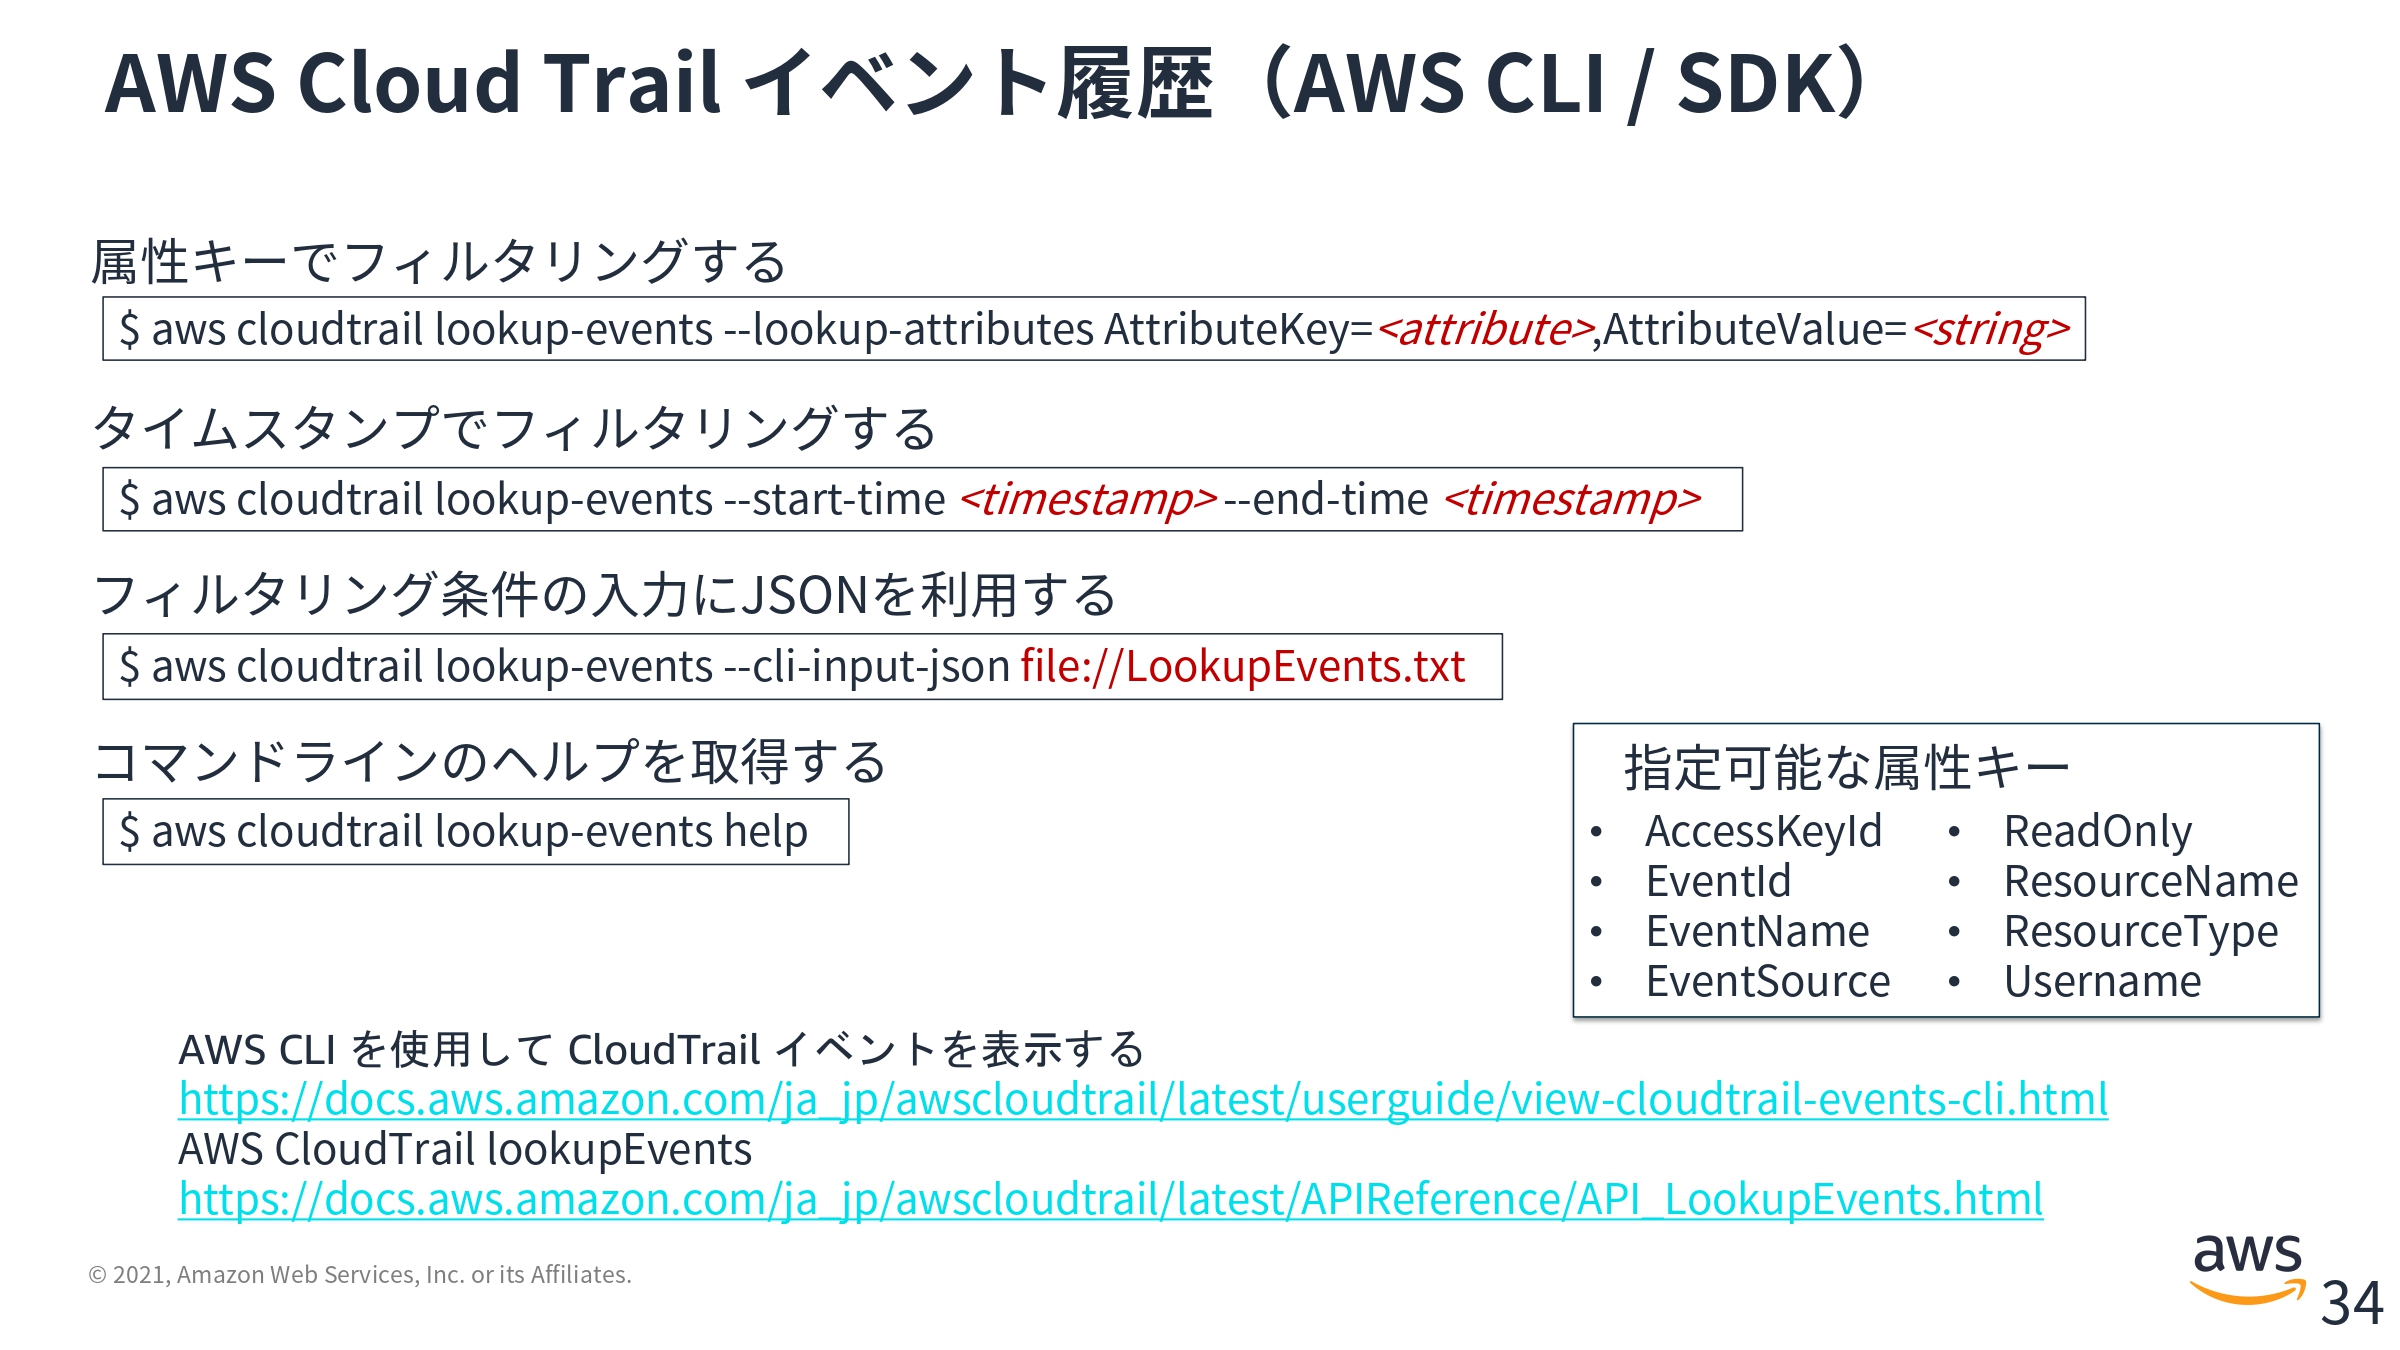 AWS Cloud Trail イベント履歴（AWS CLI / SDK）
属性キーでフィルタリングする
$ aws cloudtrail lookup-events --lookup-attributes AttributeKey=<attribute>,AttributeValue=<string>
タイムスタンプでフィルタリングする
$ aws cloudtrail lookup-events --start-time <timestamp> --end-time <timestamp>
フィルタリング条件の入力にJSONを利用する
$ aws cloudtrail lookup-events --cli-input-json file://LookupEvents.txt
コマンドラインのヘルプを取得する
$ aws cloudtrail lookup-events help
指定可能な属性キー
• AccessKeyId
• EventId
• EventName
• EventSource
• ReadOnly
• ResourceName
• ResourceType
• Username
AWS CLI を使用して CloudTrail イベントを表示する
https://docs.aws.amazon.com/ja_jp/awscloudtrail/latest/userguide/view-cloudtrail-events-cli.html
AWS CloudTrail lookupEvents
https://docs.aws.amazon.com/ja_jp/awscloudtrail/latest/APIReference/API_LookupEvents.html
© 2021, Amazon Web Services, Inc. or its Affiliates.
aws
34